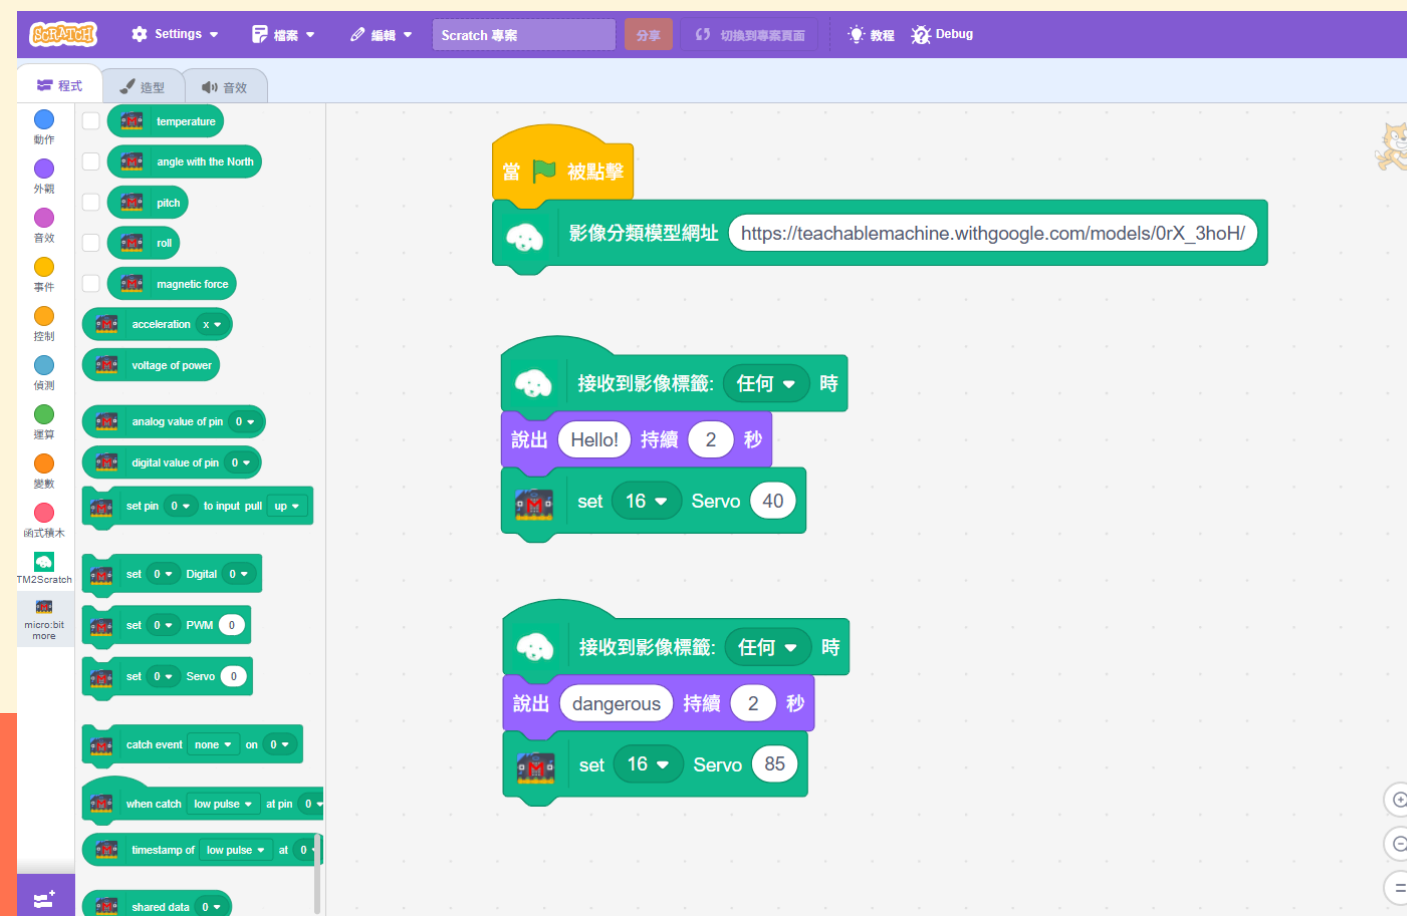 SCRATCH Settings 檔案 編輯 Scratch 專案 分享 切換到專案頁面 教程 Debug
程式 造型 音效
動作
外觀
音效
事件
控制
偵測
運算
變數
函式積木
TM2Scratch
micro:bit
more
temperature
angle with the North
pitch
roll
magnetic force
acceleration x
voltage of power
analog value of pin 0
digital value of pin 0
set pin 0 to input pull up
set 0 Digital 0
set 0 PWM 0
set 0 Servo 0
catch event none on 0
when catch low pulse at pin 0
timestamp of low pulse at 0
shared data 0
當 被點擊
影像分類模型網址 https://teachablemachine.withgoogle.com/models/0rX_3hoH/
接收到影像標籤: 任何 時
說出 Hello! 持續 2 秒
set 16 Servo 40
接收到影像標籤: 任何 時
說出 dangerous 持續 2 秒
set 16 Servo 85